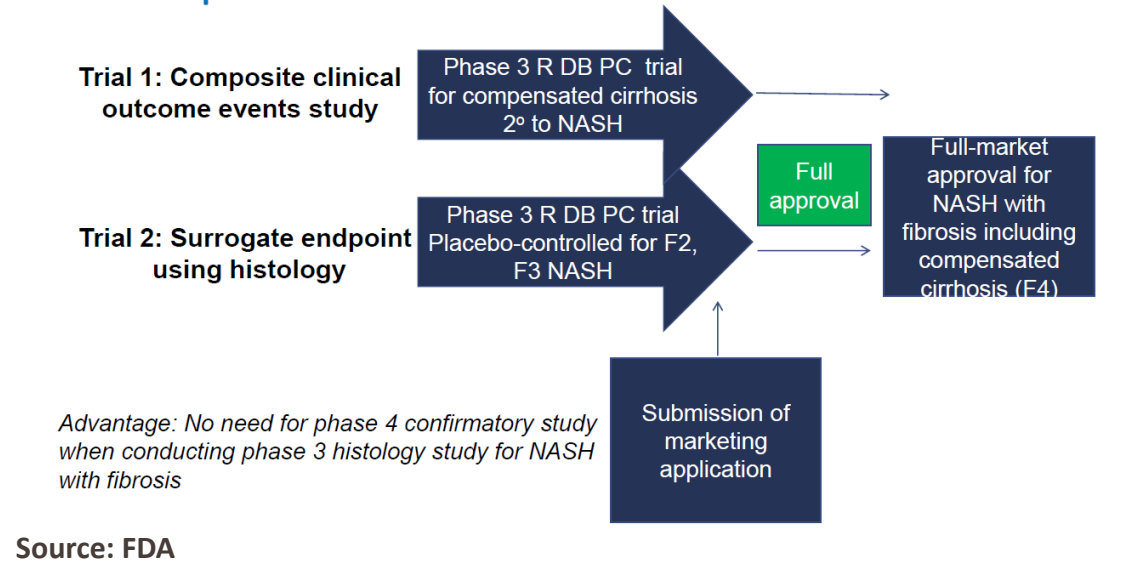 Trial 1: Composite clinical
outcome events study
Phase 3 R DB PC trial
for compensated cirrhosis
2º to NASH
Full
approval
Full-market
approval for
NASH with
fibrosis including
compensated
cirrhosis (F4)
Trial 2: Surrogate endpoint
using histology
Phase 3 R DB PC trial
Placebo-controlled for F2,
F3 NASH
Submission of
marketing
application
Advantage: No need for phase 4 confirmatory study
when conducting phase 3 histology study for NASH
with fibrosis
Source: FDA